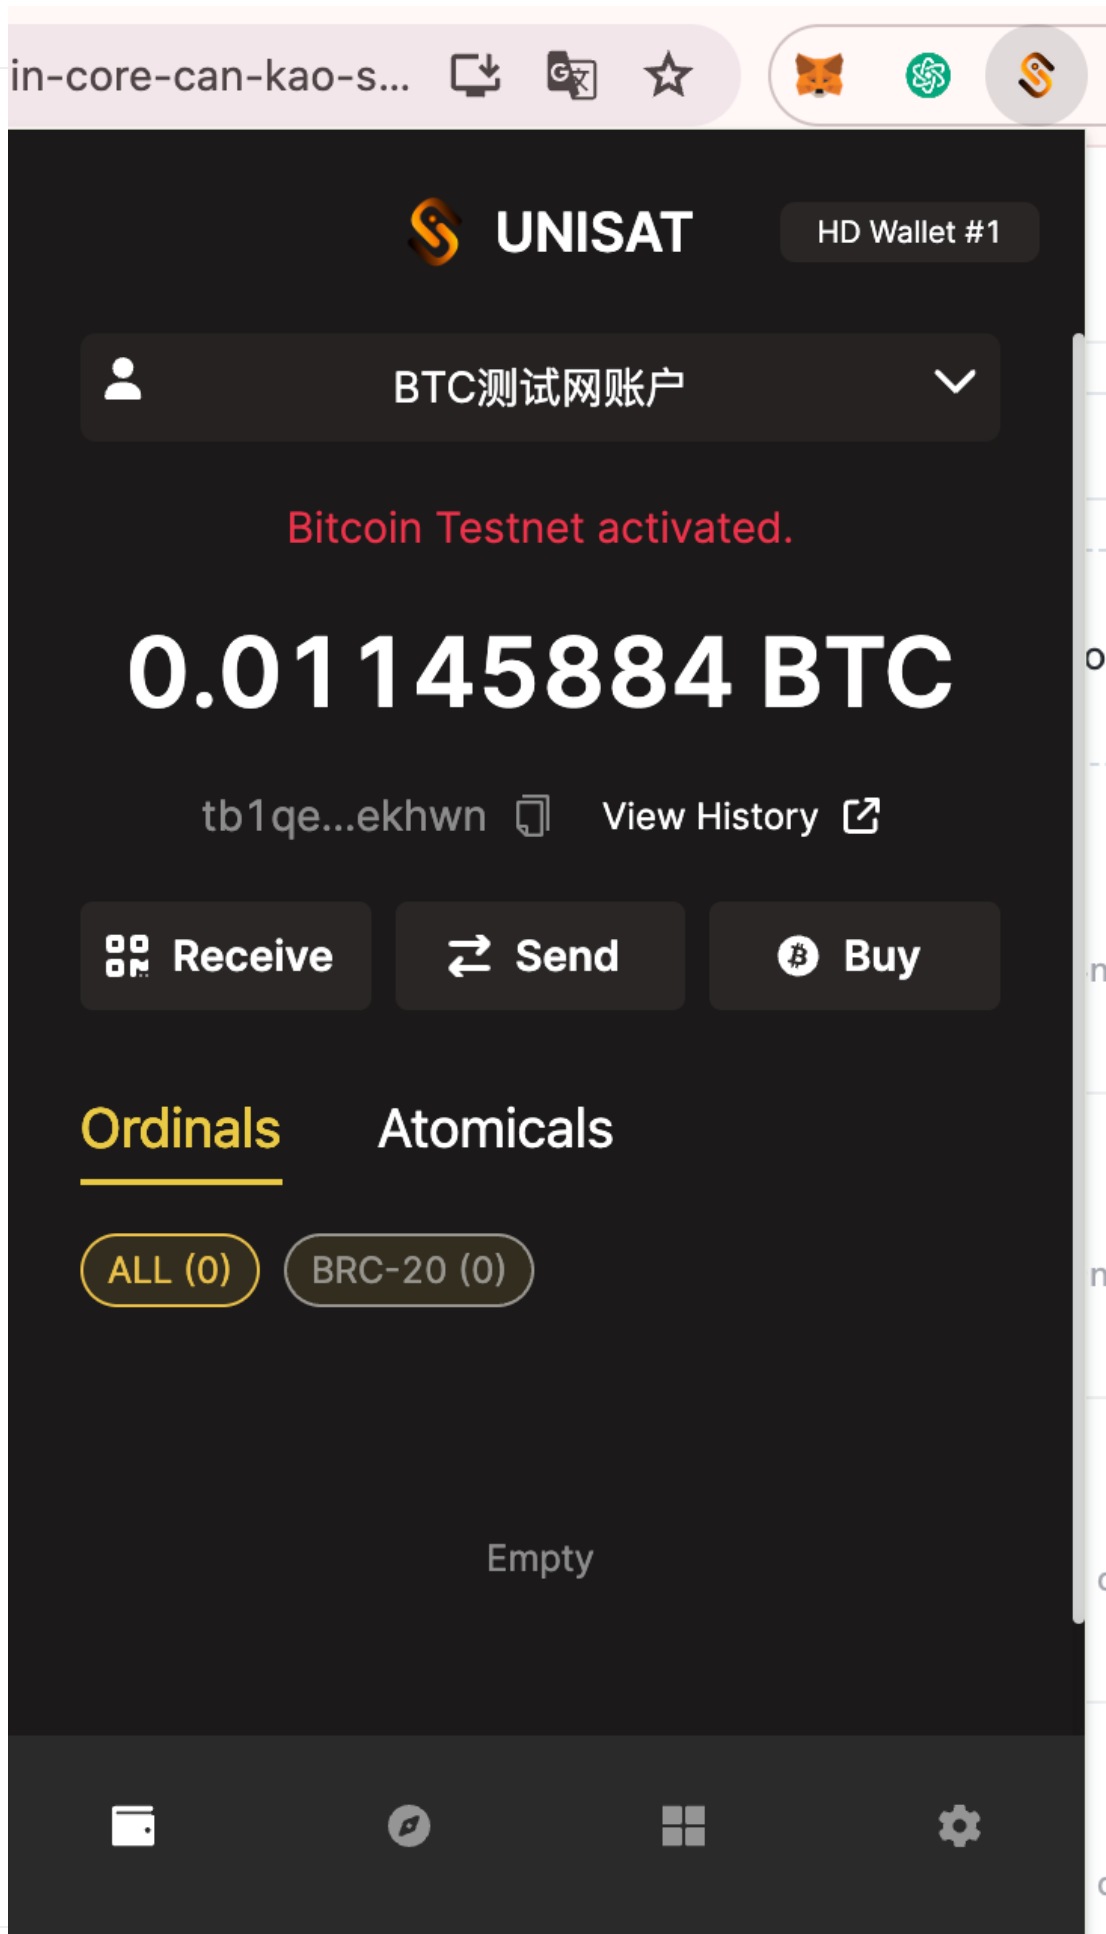 in-core-can-kao-s...
UNISAT
HD Wallet #1
BTC测试网账户
Bitcoin Testnet activated.
0.01145884 BTC
tb1qe...ekhwn
View History
Receive
Send
Buy
Ordinals
Atomicals
ALL (0)
BRC-20 (0)
Empty